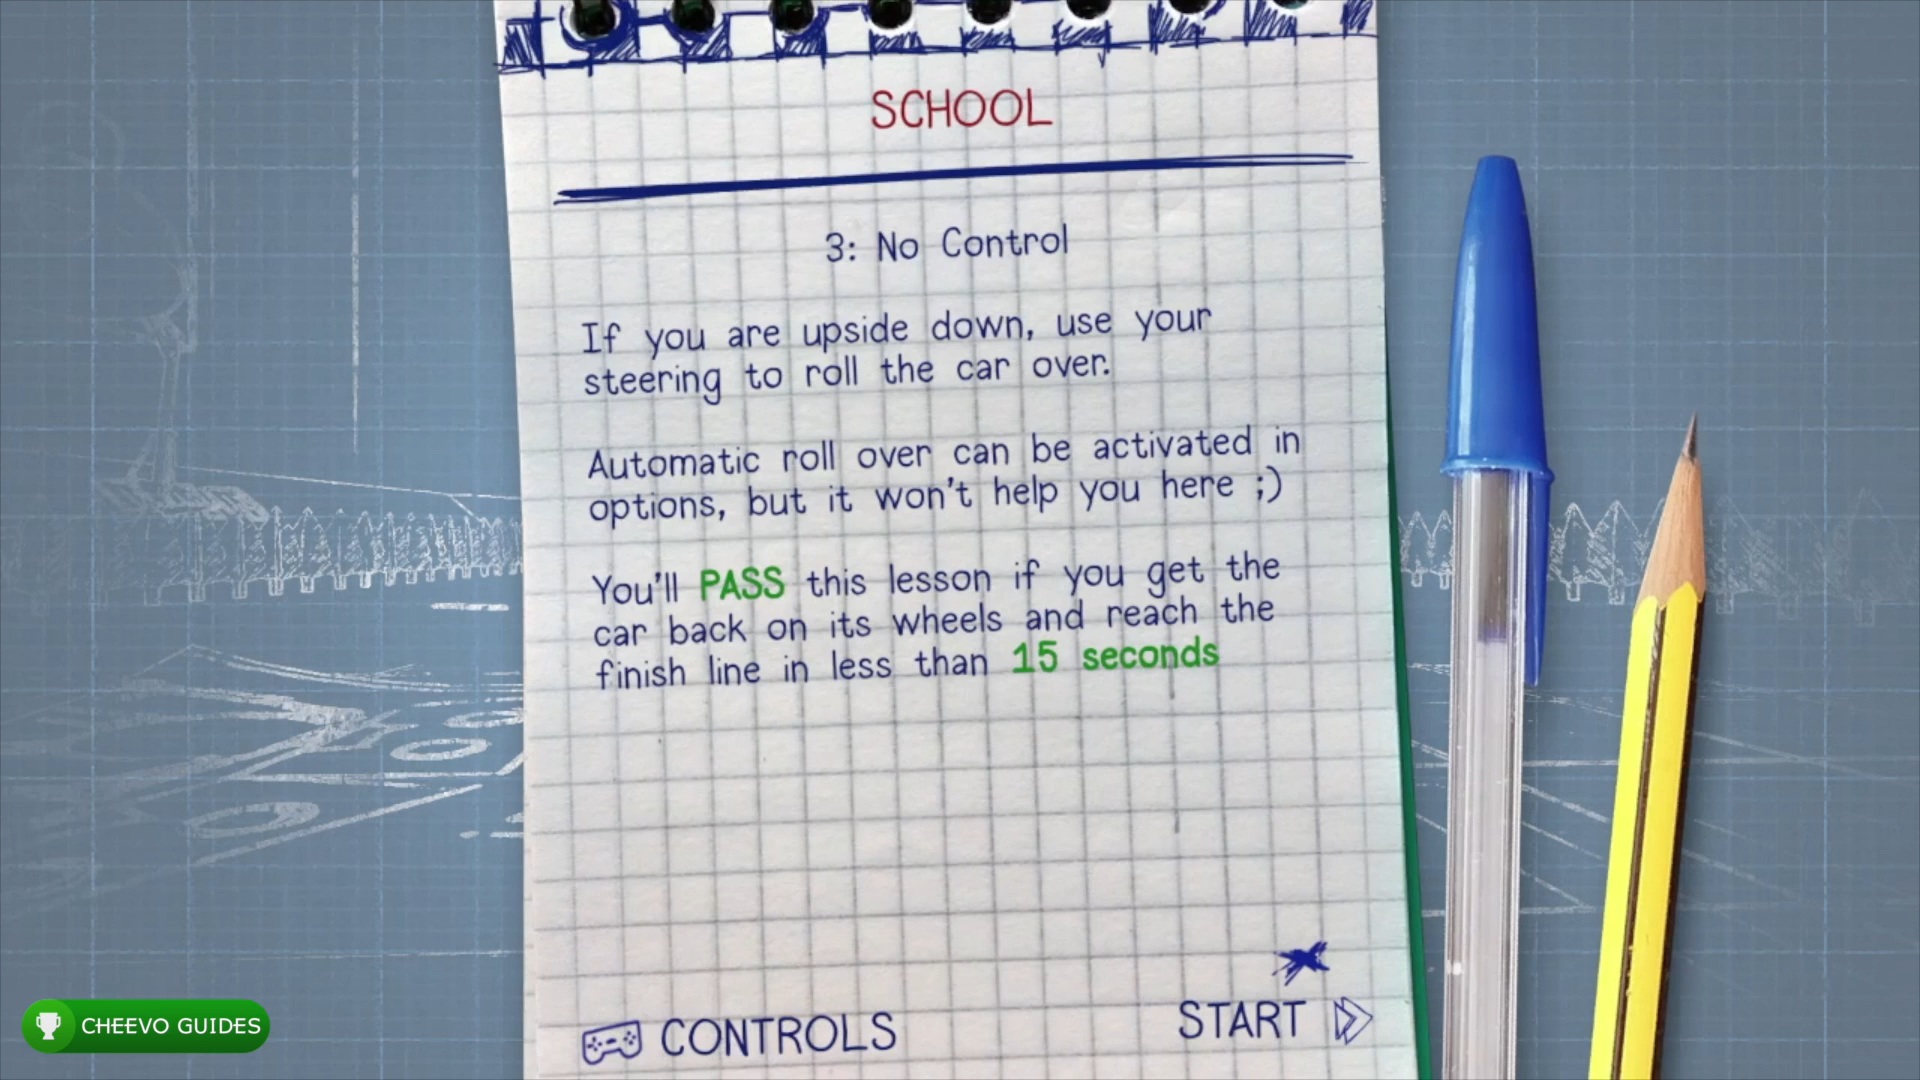 SCHOOL
3: No Control
If you are upside down, use your
steering to roll the car over.
Automatic roll over can be activated in
options, but it won't help you here ;)
You'll PASS this lesson if you get the
car back on its wheels and reach the
finish line in less than 15 seconds
CONTROLS
START
CHEEVO GUIDES